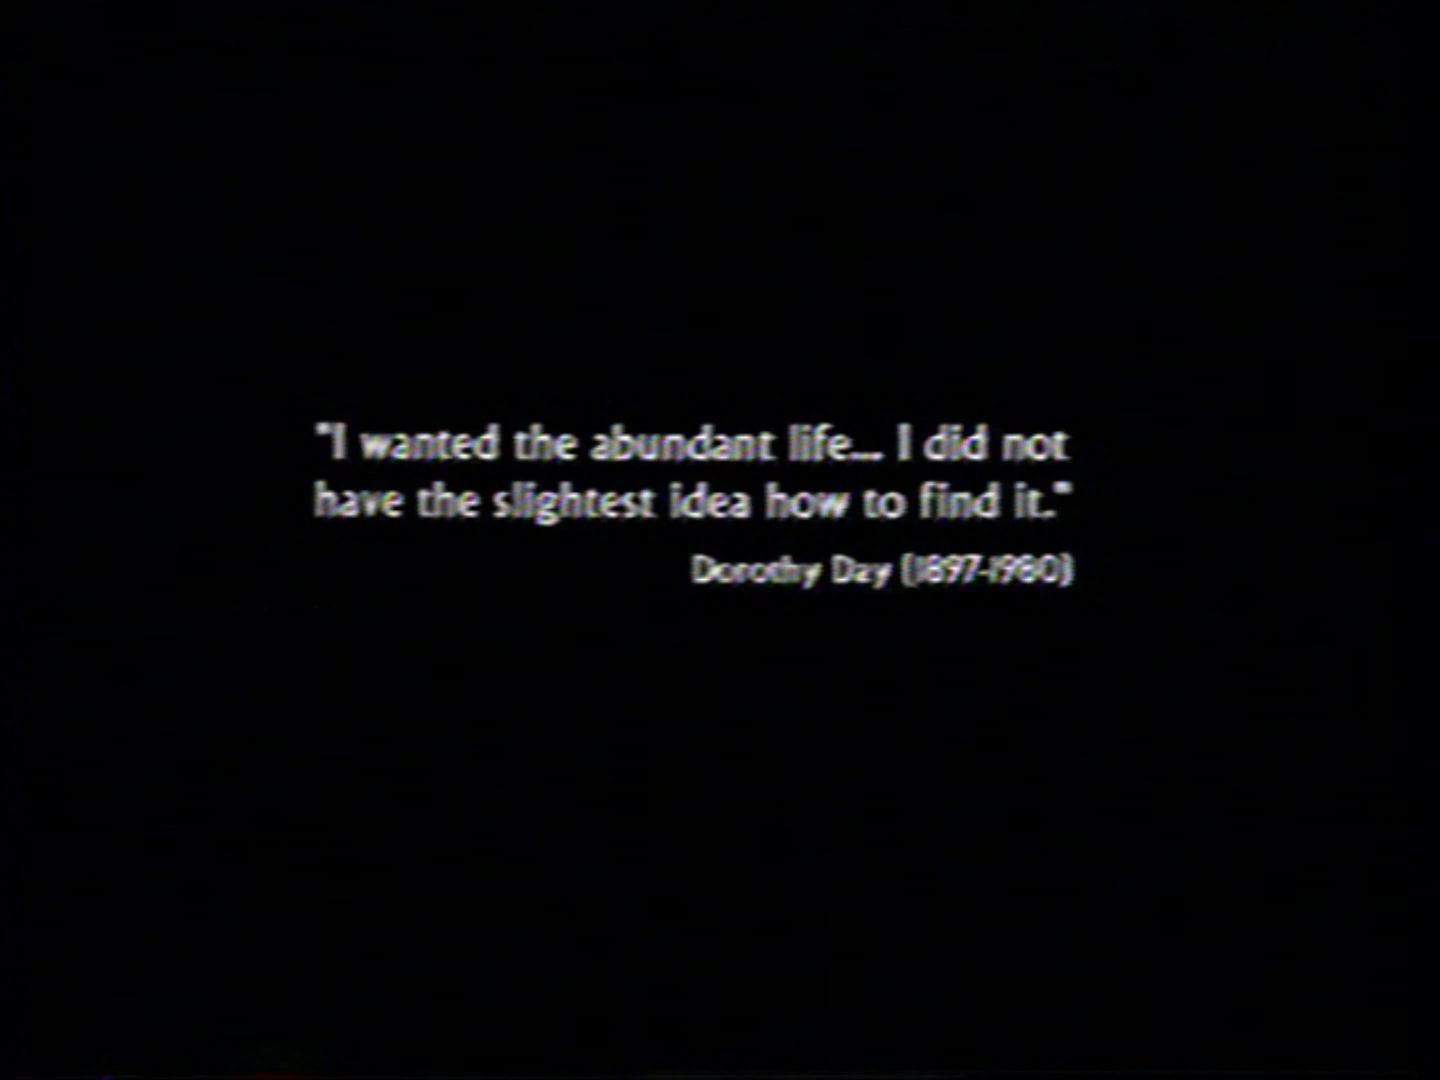 "I wanted the abundant life... I did not
have the slightest idea how to find it."
Dorothy Day (1897-1980)